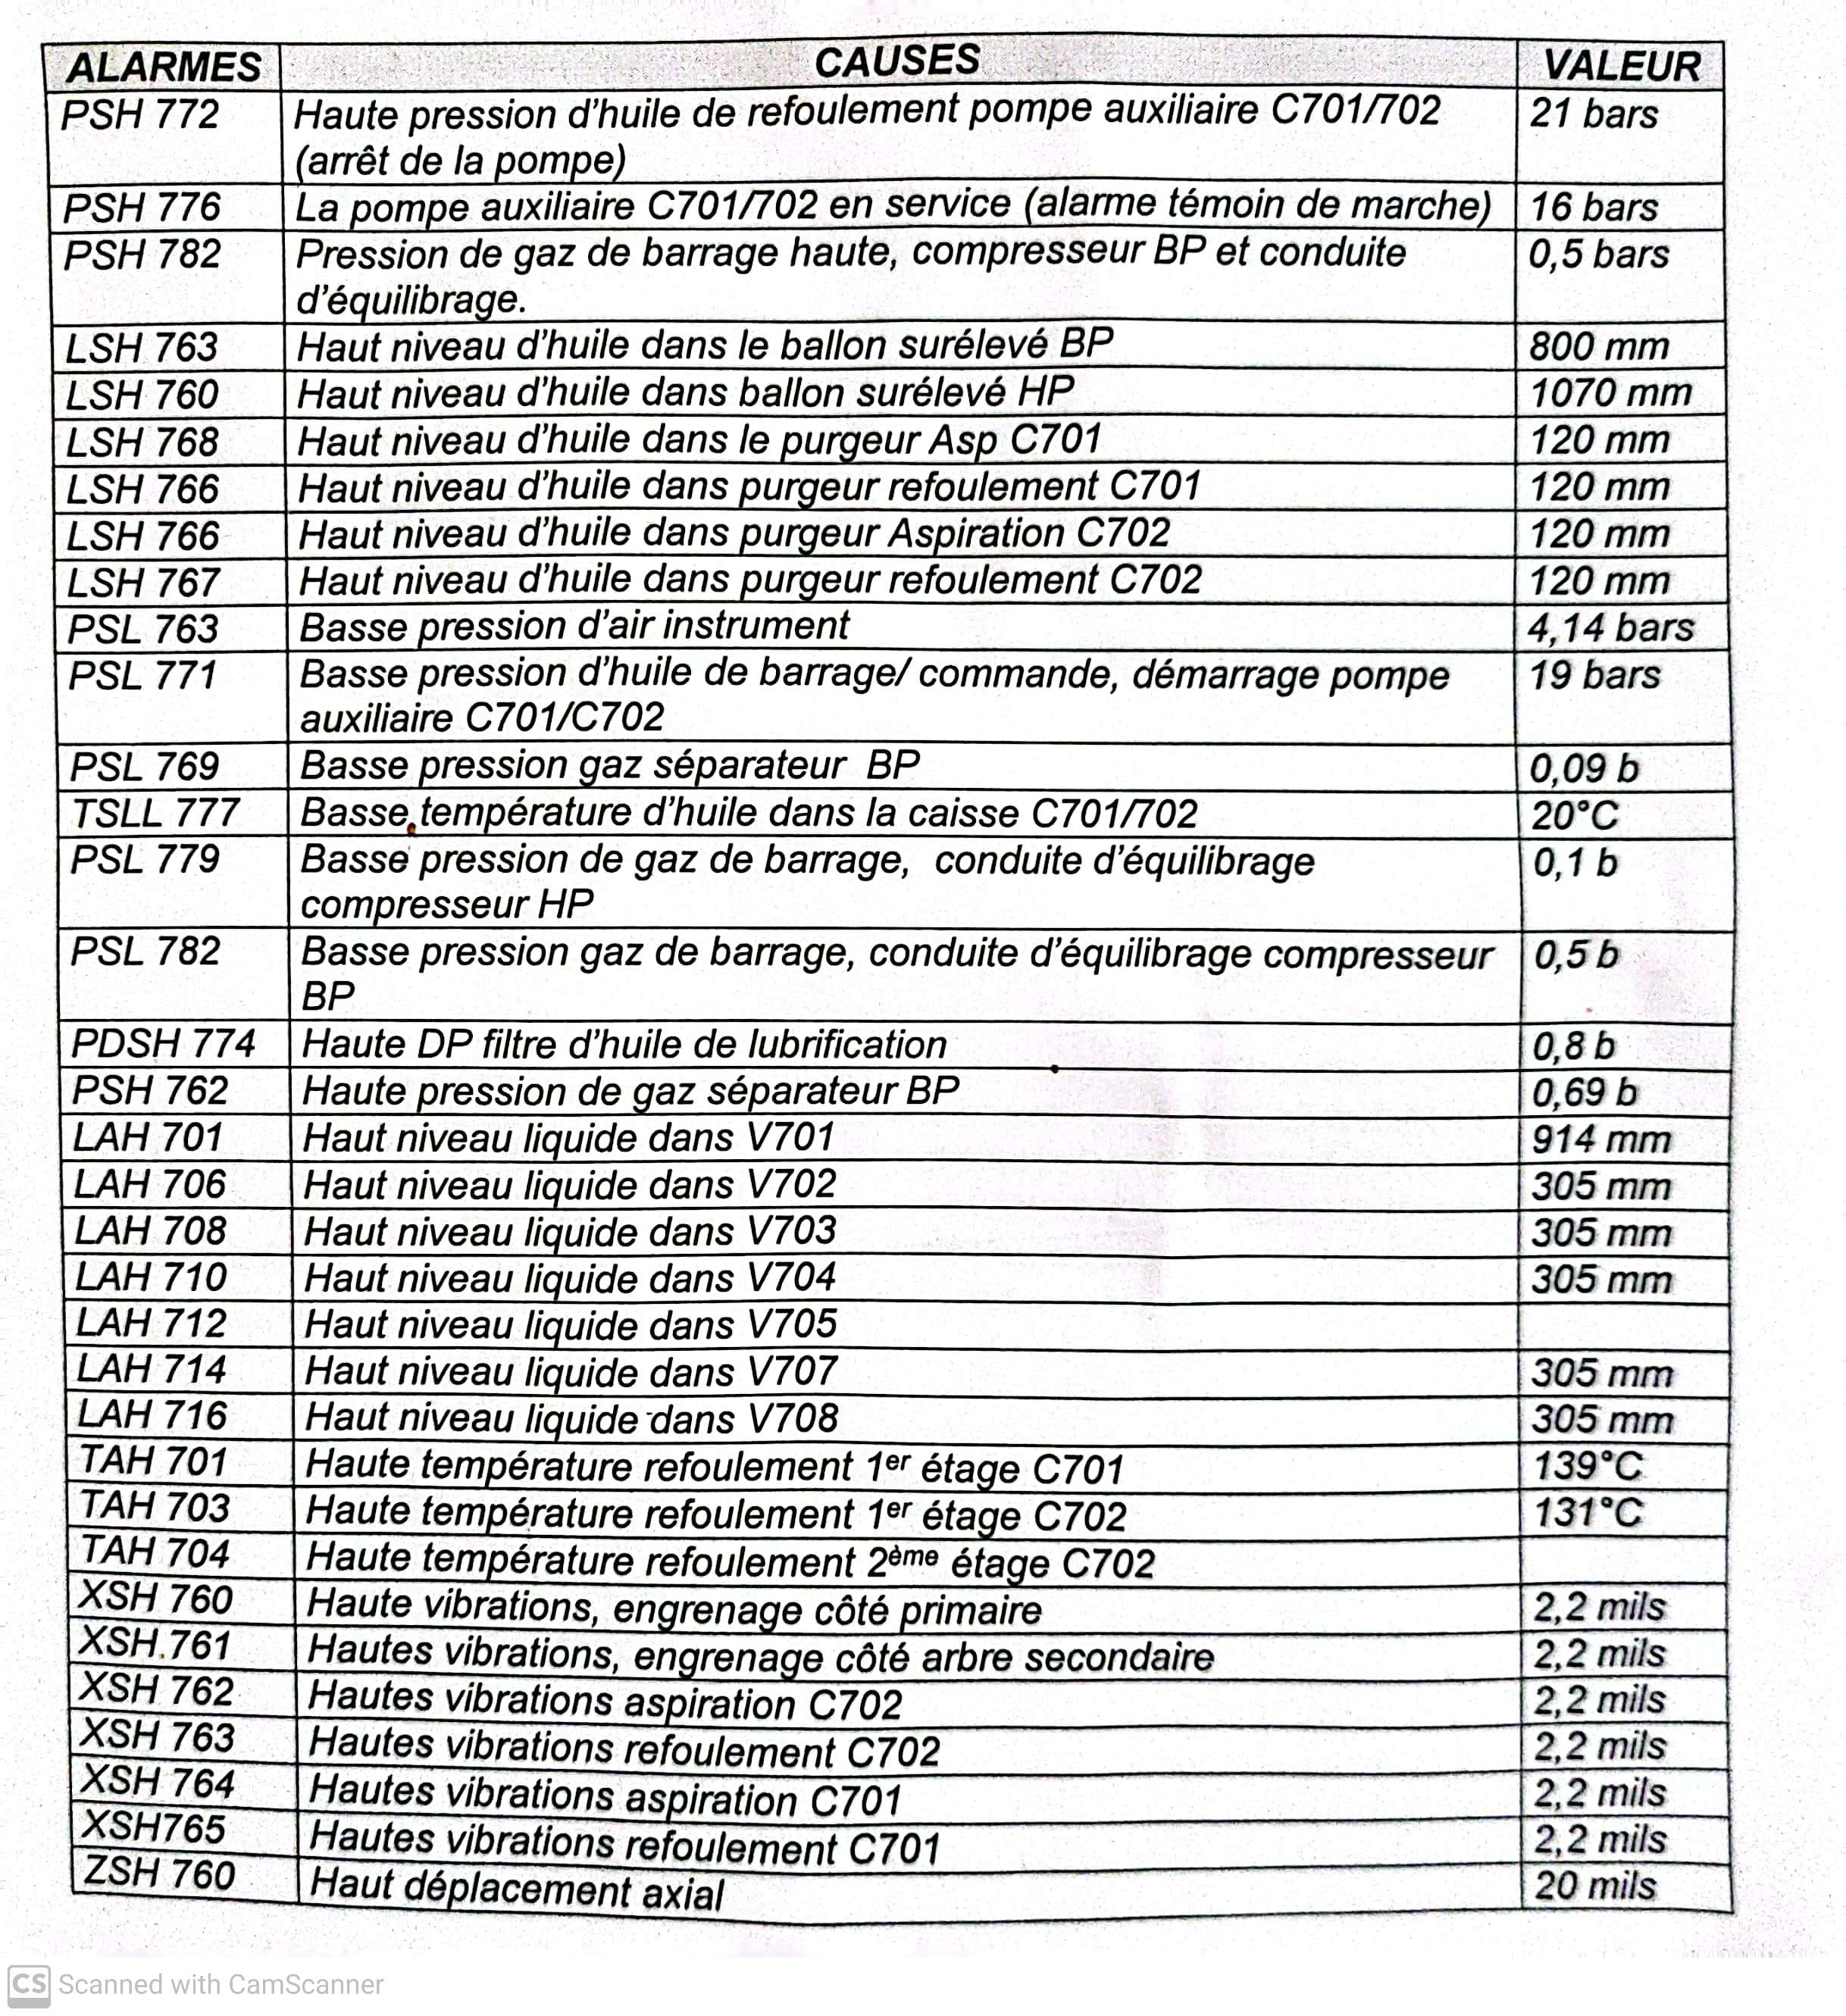 ALARMES CAUSES VALEUR
PSH 772 Haute pression d'huile de refoulement pompe auxiliaire C701/702 21 bars
(arrêt de la pompe)
PSH 776 La pompe auxiliaire C701/702 en service (alarme témoin de marche) 16 bars
PSH 782 Pression de gaz de barrage haute, compresseur BP et conduite 0,5 bars
d'équilibrage.
LSH 763 Haut niveau d'huile dans le ballon surélevé BP 800 mm
LSH 760 Haut niveau d'huile dans ballon surélevé HP 1070 mm
LSH 768 Haut niveau d'huile dans le purgeur Asp C701 120 mm
LSH 766 Haut niveau d'huile dans purgeur refoulement C701 120 mm
LSH 766 Haut niveau d'huile dans purgeur Aspiration C702 120 mm
LSH 767 Haut niveau d'huile dans purgeur refoulement C702 120 mm
PSL 763 Basse pression d'air instrument 4,14 bars
PSL 771 Basse pression d'huile de barrage/ commande, démarrage pompe 19 bars
auxiliaire C701/C702
PSL 769 Basse pression gaz séparateur BP 0,09 b
TSLL 777 Basse température d'huile dans la caisse C701/702 20°C
PSL 779 Basse pression de gaz de barrage, conduite d'équilibrage 0,1 b
compresseur HP
PSL 782 Basse pression gaz de barrage, conduite d'équilibrage compresseur 0,5 b
BP
PDSH 774 Haute DP filtre d'huile de lubrification 0,8 b
PSH 762 Haute pression de gaz séparateur BP 0,69 b
LAH 701 Haut niveau liquide dans V701 914 mm
LAH 706 Haut niveau liquide dans V702 305 mm
LAH 708 Haut niveau liquide dans V703 305 mm
LAH 710 Haut niveau liquide dans V704 305 mm
LAH 712 Haut niveau liquide dans V705
LAH 714 Haut niveau liquide dans V707 305 mm
LAH 716 Haut niveau liquide dans V708 305 mm
TAH 701 Haute température refoulement 1er étage C701 139°C
TAH 703 Haute température refoulement 1er étage C702 131°C
TAH 704 Haute température refoulement 2ème étage C702
XSH 760 Haute vibrations, engrenage côté primaire 2,2 mils
XSH.761 Hautes vibrations, engrenage côté arbre secondaire 2,2 mils
XSH 762 Hautes vibrations aspiration C702 2,2 mils
XSH 763 Hautes vibrations refoulement C702 2,2 mils
XSH 764 Hautes vibrations aspiration C701 2,2 mils
XSH765 Hautes vibrations refoulement C701 2,2 mils
ZSH 760 Haut déplacement axial 20 mils
CS Scanned with CamScanner